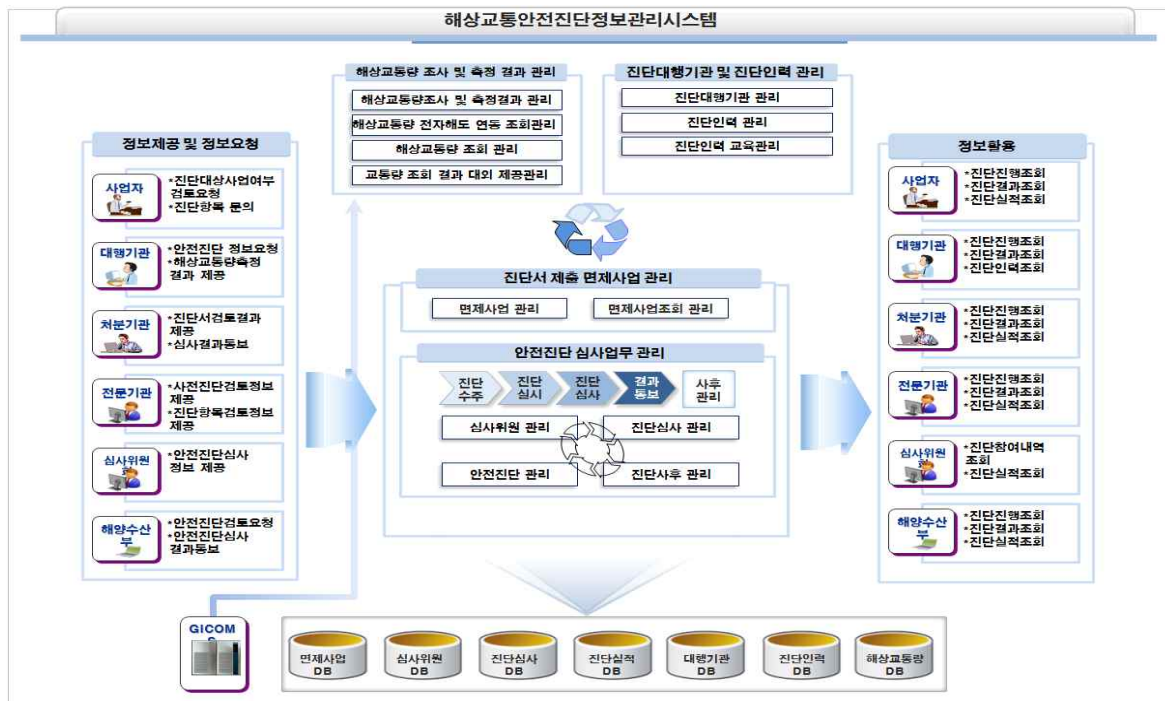 해상교통안전진단정보관리시스템
해상교통량 조사 및 측정 결과 관리
해상교통량조사 및 측정결과 관리
해상교통량 전자해도 연동 조회관리
해상교통량 조회 관리
교통량 조회 결과 대외 제공관리
진단대행기관 및 진단인력 관리
진단대행기관 관리
진단인력 관리
진단인력 교육관리
정보제공 및 정보요청
사업자
*진단대상사업여부
검토요청
*진단항목 문의
대행기관
*안전진단 정보요청
*해상교통량측정
결과 제공
처분기관
*진단서검토결과
제공
*심사결과통보
전문기관
*사전진단검토정보
제공
*진단항목검토정보
제공
심사위원
회
*안전진단심사
정보 제공
해양수산
부
*안전진단검토요청
*안전진단심사
결과통보
진단서 제출 면제사업 관리
면제사업 관리
면제사업조회 관리
안전진단 심사업무 관리
진단
수주
진단
실시
진단
심사
결과
통보
사후
관리
심사위원 관리
진단심사 관리
안전진단 관리
진단사후 관리
정보활용
사업자
*진단진행조회
*진단결과조회
*진단실적조회
대행기관
*진단진행조회
*진단결과조회
*진단인력조회
처분기관
*진단진행조회
*진단결과조회
*진단실적조회
전문기관
*진단진행조회
*진단결과조회
*진단실적조회
심사위원
회
*진단참여내역
조회
*진단실적조회
해양수산
부
*진단진행조회
*진단결과조회
*진단실적조회
GICOM
S
면제사업
DB
심사위원
DB
진단심사
DB
진단실적
DB
대행기관
DB
진단인력
DB
해상교통량
DB